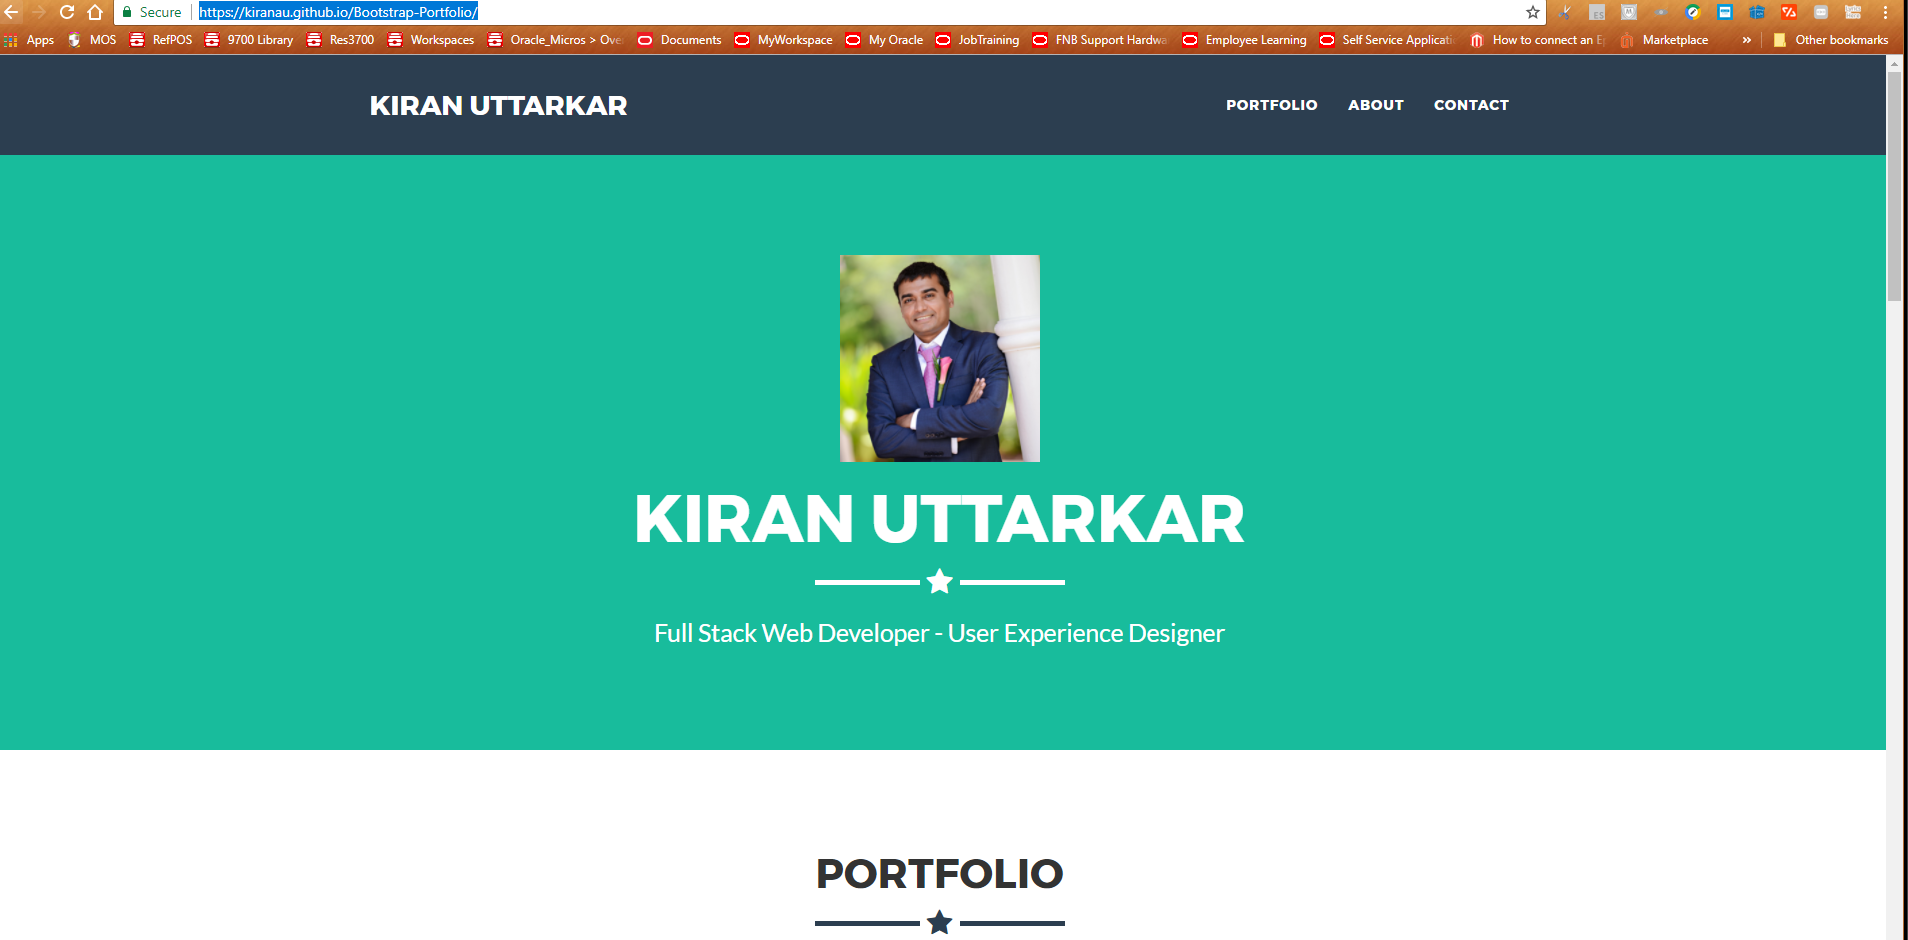 Secure https://kiranau.github.io/Bootstrap-Portfolio/
Apps MOS RefPOS 9700 Library Res3700 Workspaces Oracle_Micros > Ove Documents MyWorkspace My Oracle JobTraining FNB Support Hardwa Employee Learning Self Service Applicati How to connect an E Marketplace » Other bookmarks
KIRAN UTTARKAR PORTFOLIO ABOUT CONTACT
KIRAN UTTARKAR
Full Stack Web Developer - User Experience Designer
PORTFOLIO